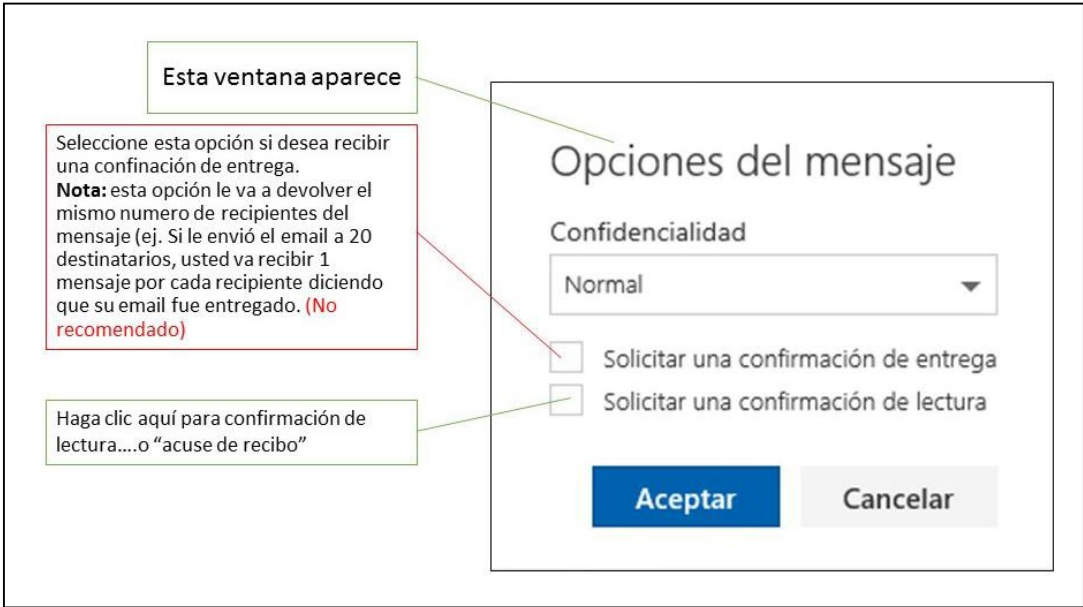 Esta ventana aparece
Seleccione esta opción si desea recibir
una confinación de entrega.
Nota: esta opción le va a devolver el
mismo numero de recipientes del
mensaje (ej. Si le envió el email a 20
destinatarios, usted va recibir 1
mensaje por cada recipiente diciendo
que su email fue entregado. (No
recomendado)
Haga clic aquí para confirmación de
lectura....o “acuse de recibo”
Opciones del mensaje
Confidencialidad
Normal
Solicitar una confirmación de entrega
Solicitar una confirmación de lectura
Aceptar
Cancelar